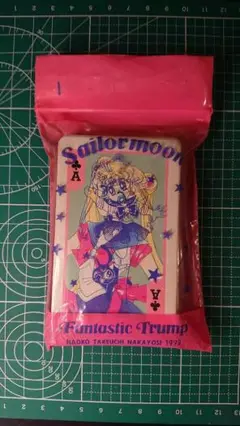 Sailormoon
A
A
Fantastic Trump
NAOKO TAKEUCHI NAKAYOSI 1992